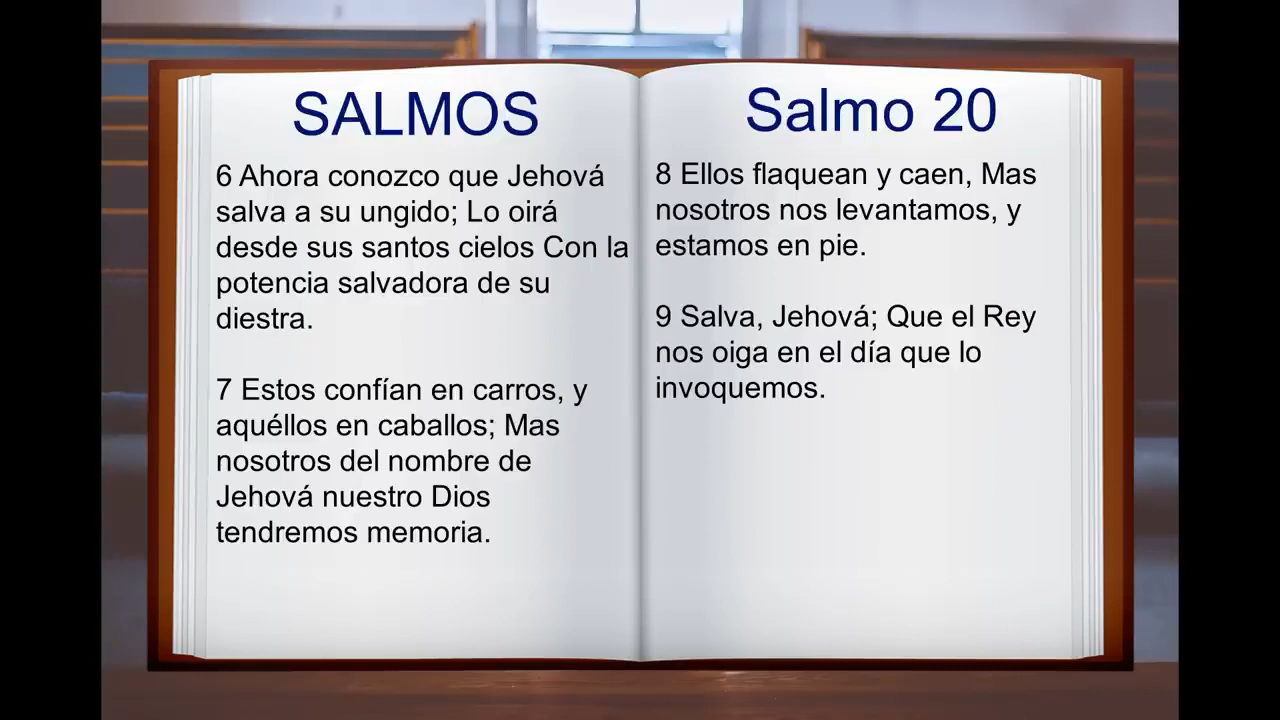 SALMOS
6 Ahora conozco que Jehová
salva a su ungido; Lo oirá
desde sus santos cielos Con la
potencia salvadora de su
diestra.
7 Estos confían en carros, y
aquéllos en caballos; Mas
nosotros del nombre de
Jehová nuestro Dios
tendremos memoria.
Salmo 20
8 Ellos flaquean y caen, Mas
nosotros nos levantamos, y
estamos en pie.
9 Salva, Jehová; Que el Rey
nos oiga en el día que lo
invoquemos.